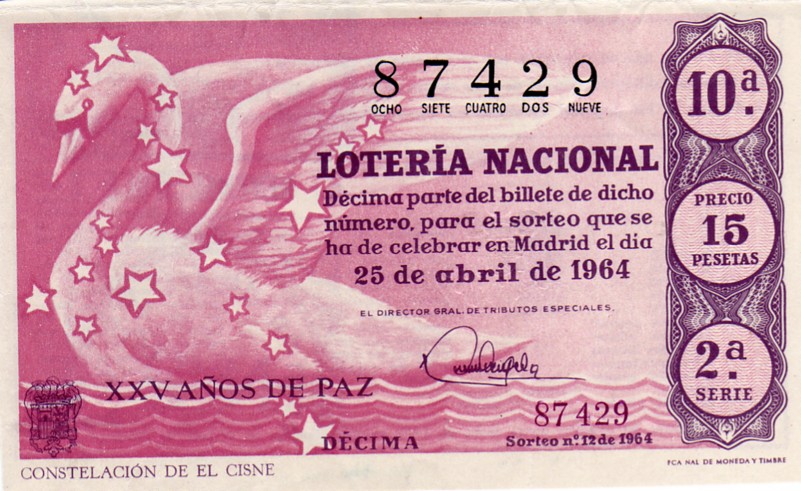 8 7 4 2 9
OCHO SIETE CUATRO DOS NUEVE
10ª.
LOTERÍA NACIONAL
Décima parte del billete de dicho
número, para el sorteo que se
ha de celebrar en Madrid el día
25 de abril de 1964
PRECIO
15
PESETAS
EL DIRECTOR GRAL. DE TRIBUTOS ESPECIALES.
2.ª
SERIE
XXV AÑOS DE PAZ
87429
DÉCIMA
Sorteo nº. 12 de 1964
CONSTELACIÓN DE EL CISNE
FCA NAL DE MONEDA Y TIMBRE